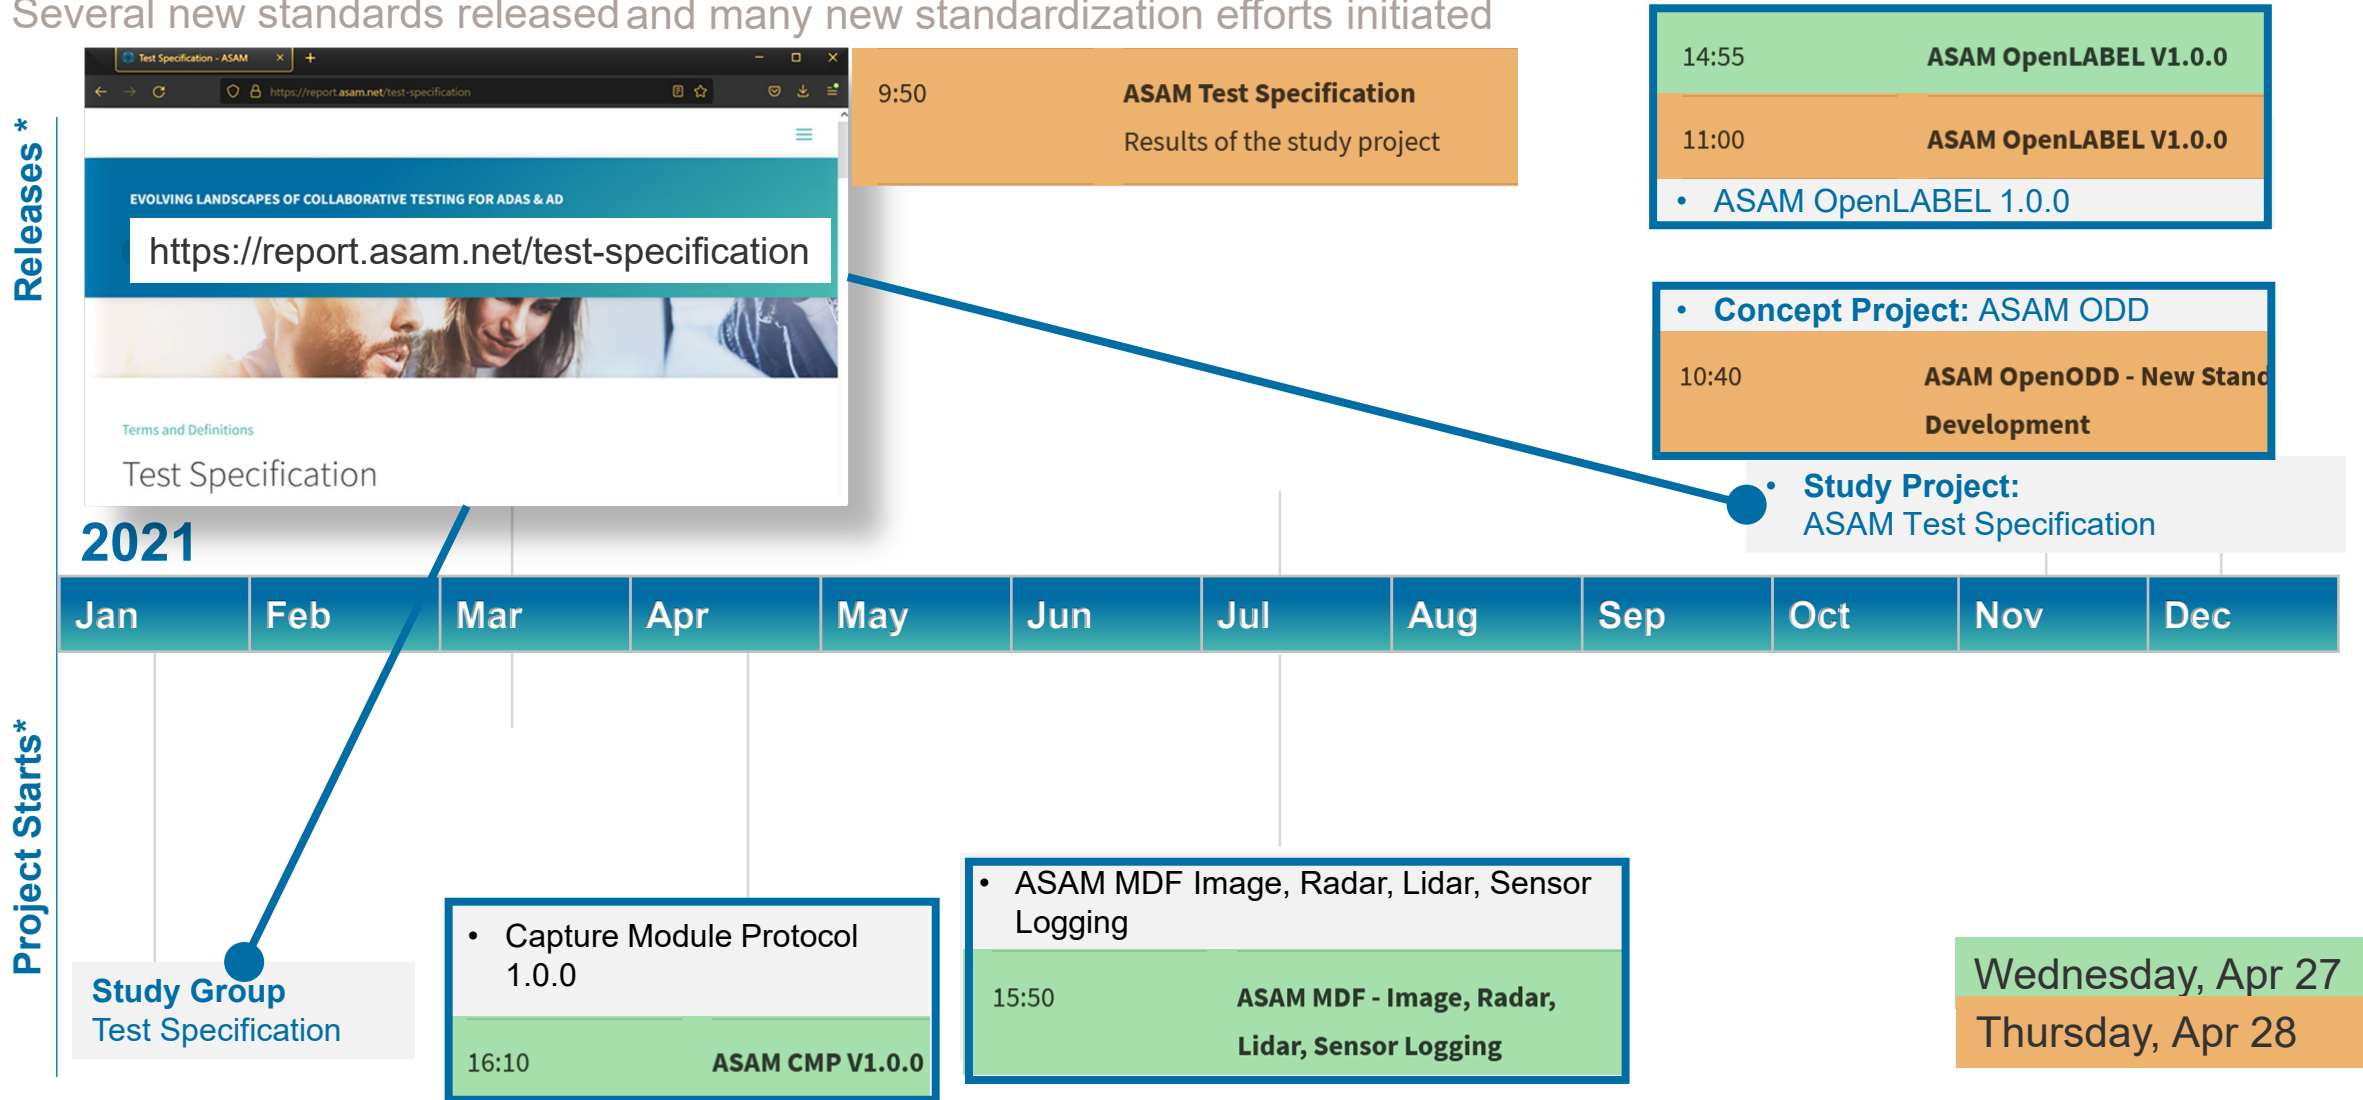 Several new standards released and many new standardization efforts initiated
Test Specification - ASAM
https://report.asam.net/test-specification
EVOLVING LANDSCAPES OF COLLABORATIVE TESTING FOR ADAS & AD
https://report.asam.net/test-specification
Terms and Definitions
Test Specification
9:50 ASAM Test Specification
Results of the study project
14:55 ASAM OpenLABEL V1.0.0
11:00 ASAM OpenLABEL V1.0.0
• ASAM OpenLABEL 1.0.0
• Concept Project: ASAM ODD
10:40 ASAM OpenODD - New Stand
Development
• Study Project:
ASAM Test Specification
Releases *
2021
Jan Feb Mar Apr May Jun Jul Aug Sep Oct Nov Dec
Project Starts*
Study Group
Test Specification
• Capture Module Protocol
1.0.0
16:10 ASAM CMP V1.0.0
• ASAM MDF Image, Radar, Lidar, Sensor
Logging
15:50 ASAM MDF - Image, Radar,
Lidar, Sensor Logging
Wednesday, Apr 27
Thursday, Apr 28